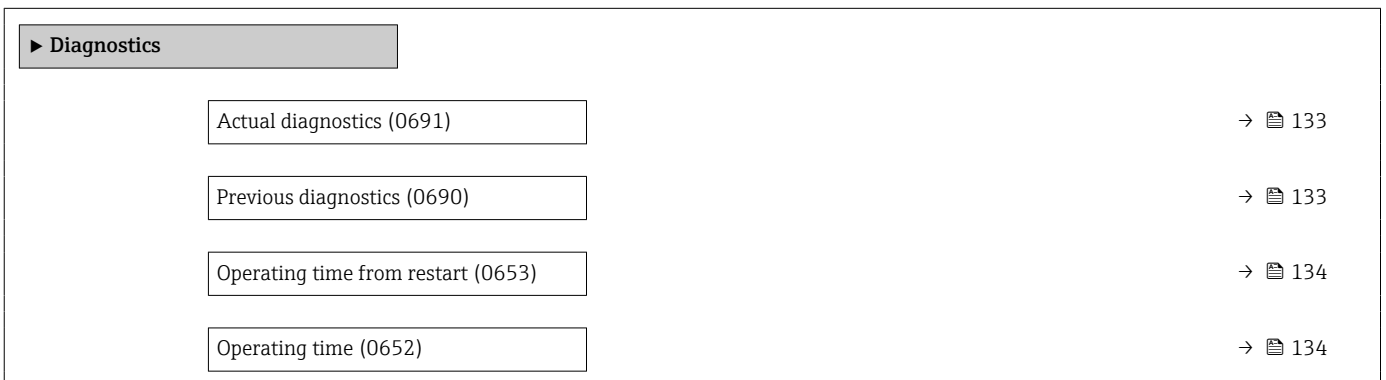 ▶ Diagnostics
Actual diagnostics (0691) → 🖹 133
Previous diagnostics (0690) → 🖹 133
Operating time from restart (0653) → 🖹 134
Operating time (0652) → 🖹 134